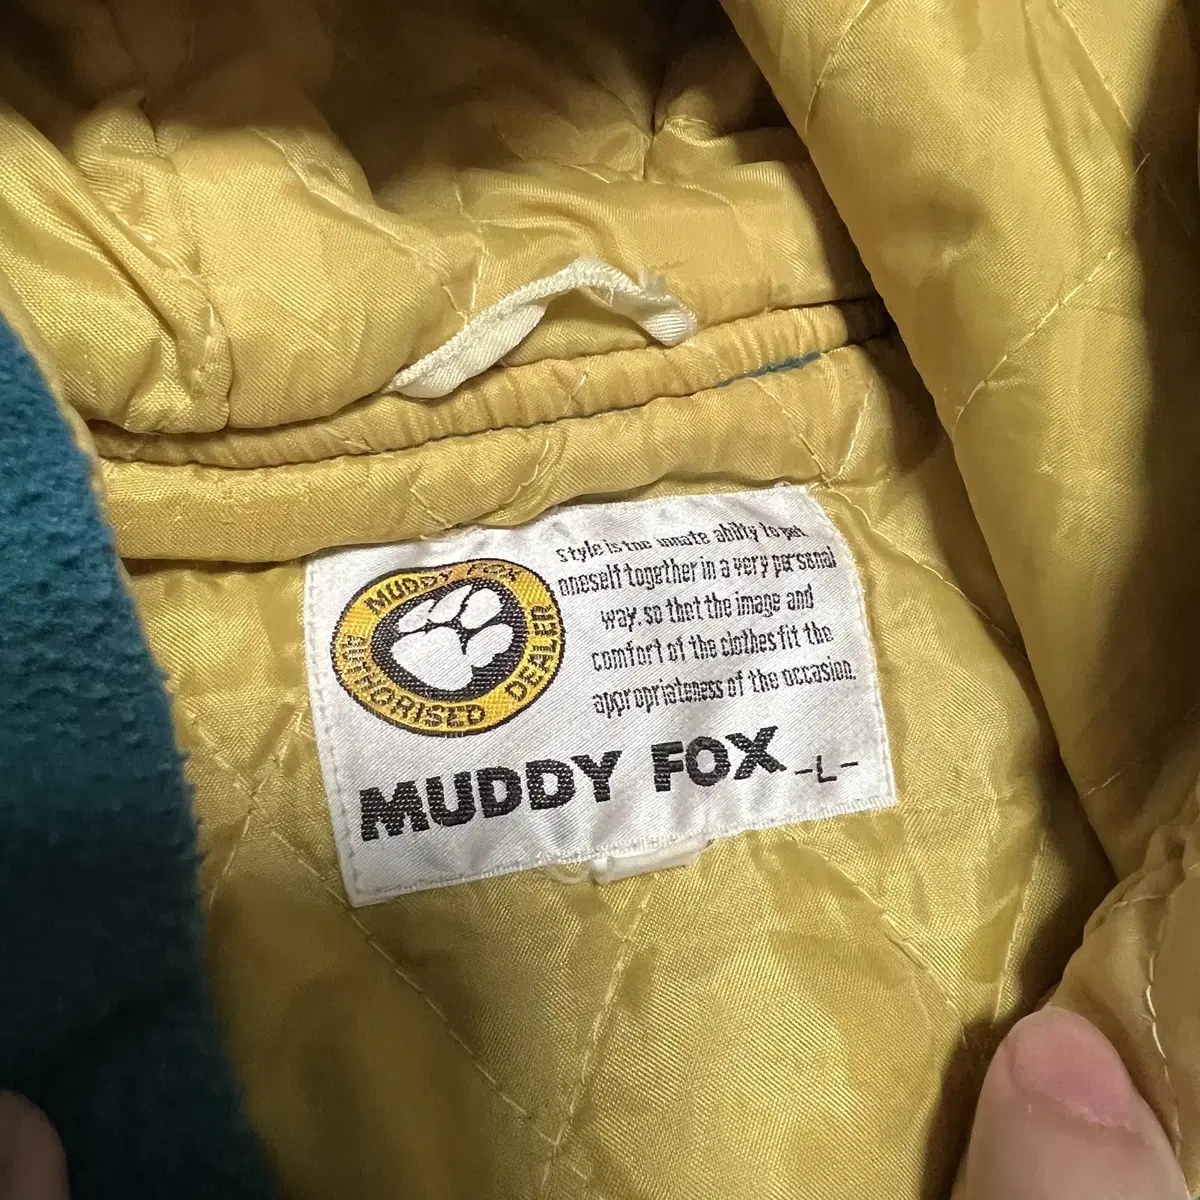 MUDDY FOX
AUTHORISED DEALER
Style is the innate ability to put
oneself together in a very personal
way, so that the image and
comfort of the clothes fit the
appropriateness of the occasion.
MUDDY FOX -L-